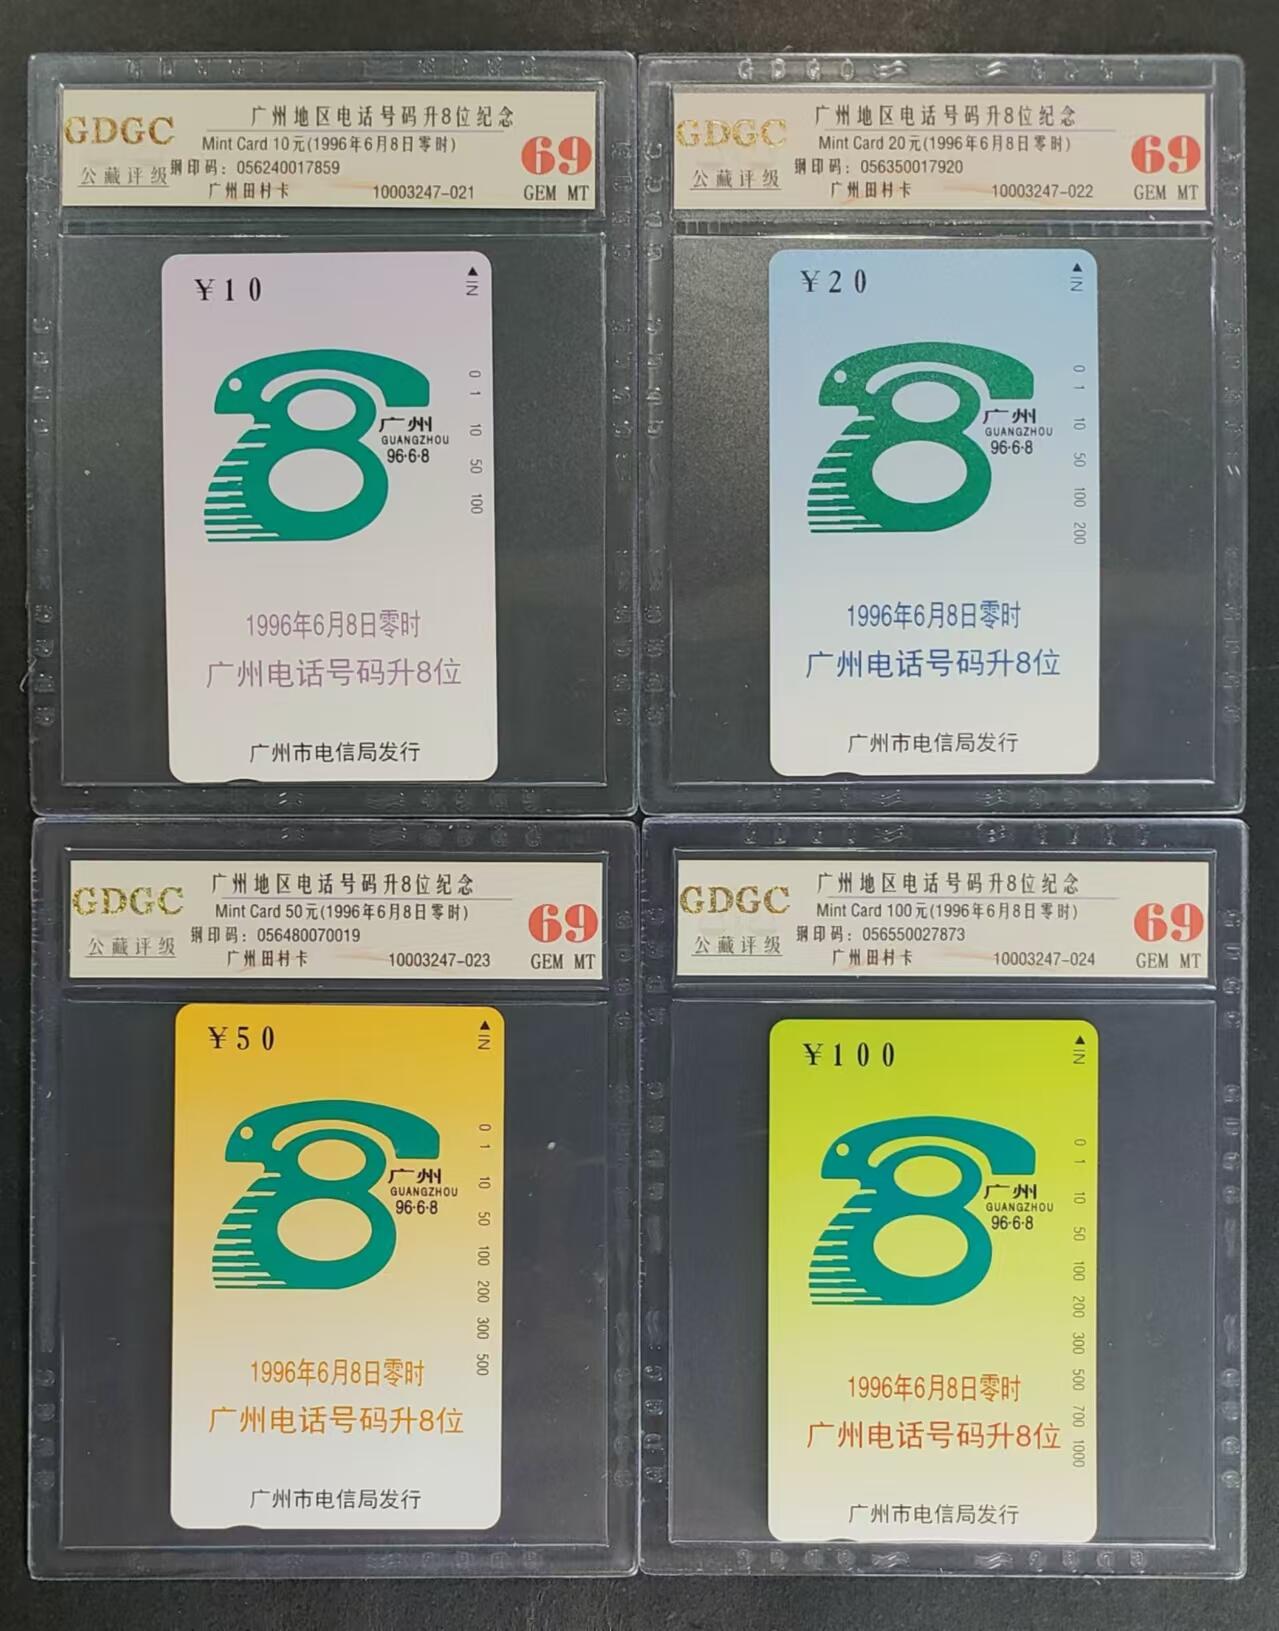 GDGC
公藏评级
广州地区电话号码升8位纪念
Mint Card 10元(1996年6月8日零时)
钢印码: 056240017859
广州田村卡 10003247-021
69
GEM MT
¥10
▲IN
0 1 10 50 100
广州
GUANGZHOU
96·6·8
1996年6月8日零时
广州电话号码升8位
广州市电信局发行
GDGC
公藏评级
广州地区电话号码升8位纪念
Mint Card 20元(1996年6月8日零时)
钢印码: 056350017920
广州田村卡 10003247-022
69
GEM MT
¥20
▲IN
0 1 10 50 100 200
广州
GUANGZHOU
96·6·8
1996年6月8日零时
广州电话号码升8位
广州市电信局发行
GDGC
公藏评级
广州地区电话号码升8位纪念
Mint Card 50元(1996年6月8日零时)
钢印码: 056480070019
广州田村卡 10003247-023
69
GEM MT
¥50
▲IN
0 1 10 50 100 200 300 500
广州
GUANGZHOU
96·6·8
1996年6月8日零时
广州电话号码升8位
广州市电信局发行
GDGC
公藏评级
广州地区电话号码升8位纪念
Mint Card 100元(1996年6月8日零时)
钢印码: 056550027873
广州田村卡 10003247-024
69
GEM MT
¥100
▲IN
0 1 10 50 100 200 300 500 700 1000
广州
GUANGZHOU
96·6·8
1996年6月8日零时
广州电话号码升8位
广州市电信局发行